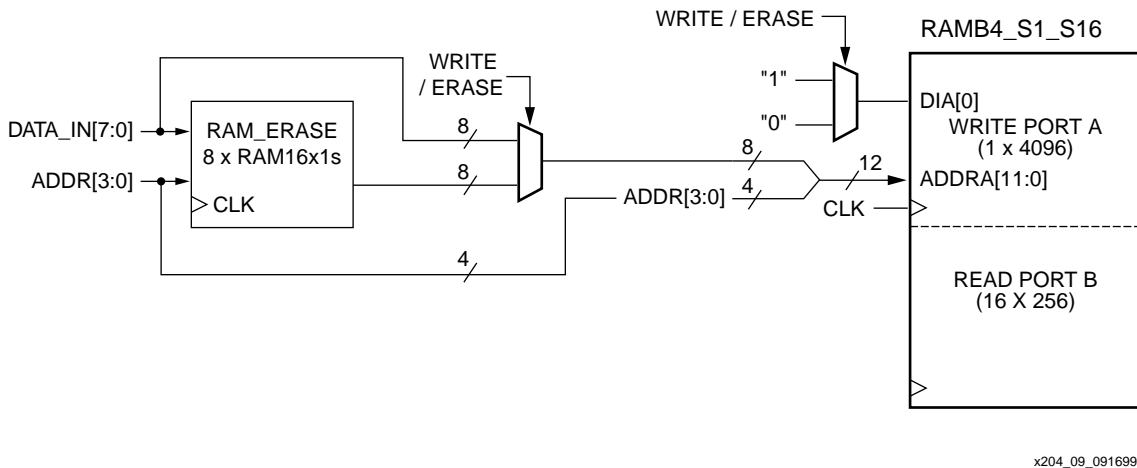 WRITE / ERASE
RAMB4_S1_S16
WRITE
/ ERASE
"1"
"0"
DATA_IN[7:0]
RAM_ERASE
8 x RAM16x1s
ADDR[3:0]
CLK
8
8
4
8
ADDR[3:0]
4
12
CLK
DIA[0]
WRITE PORT A
(1 x 4096)
ADDRA[11:0]
READ PORT B
(16 X 256)
x204_09_091699